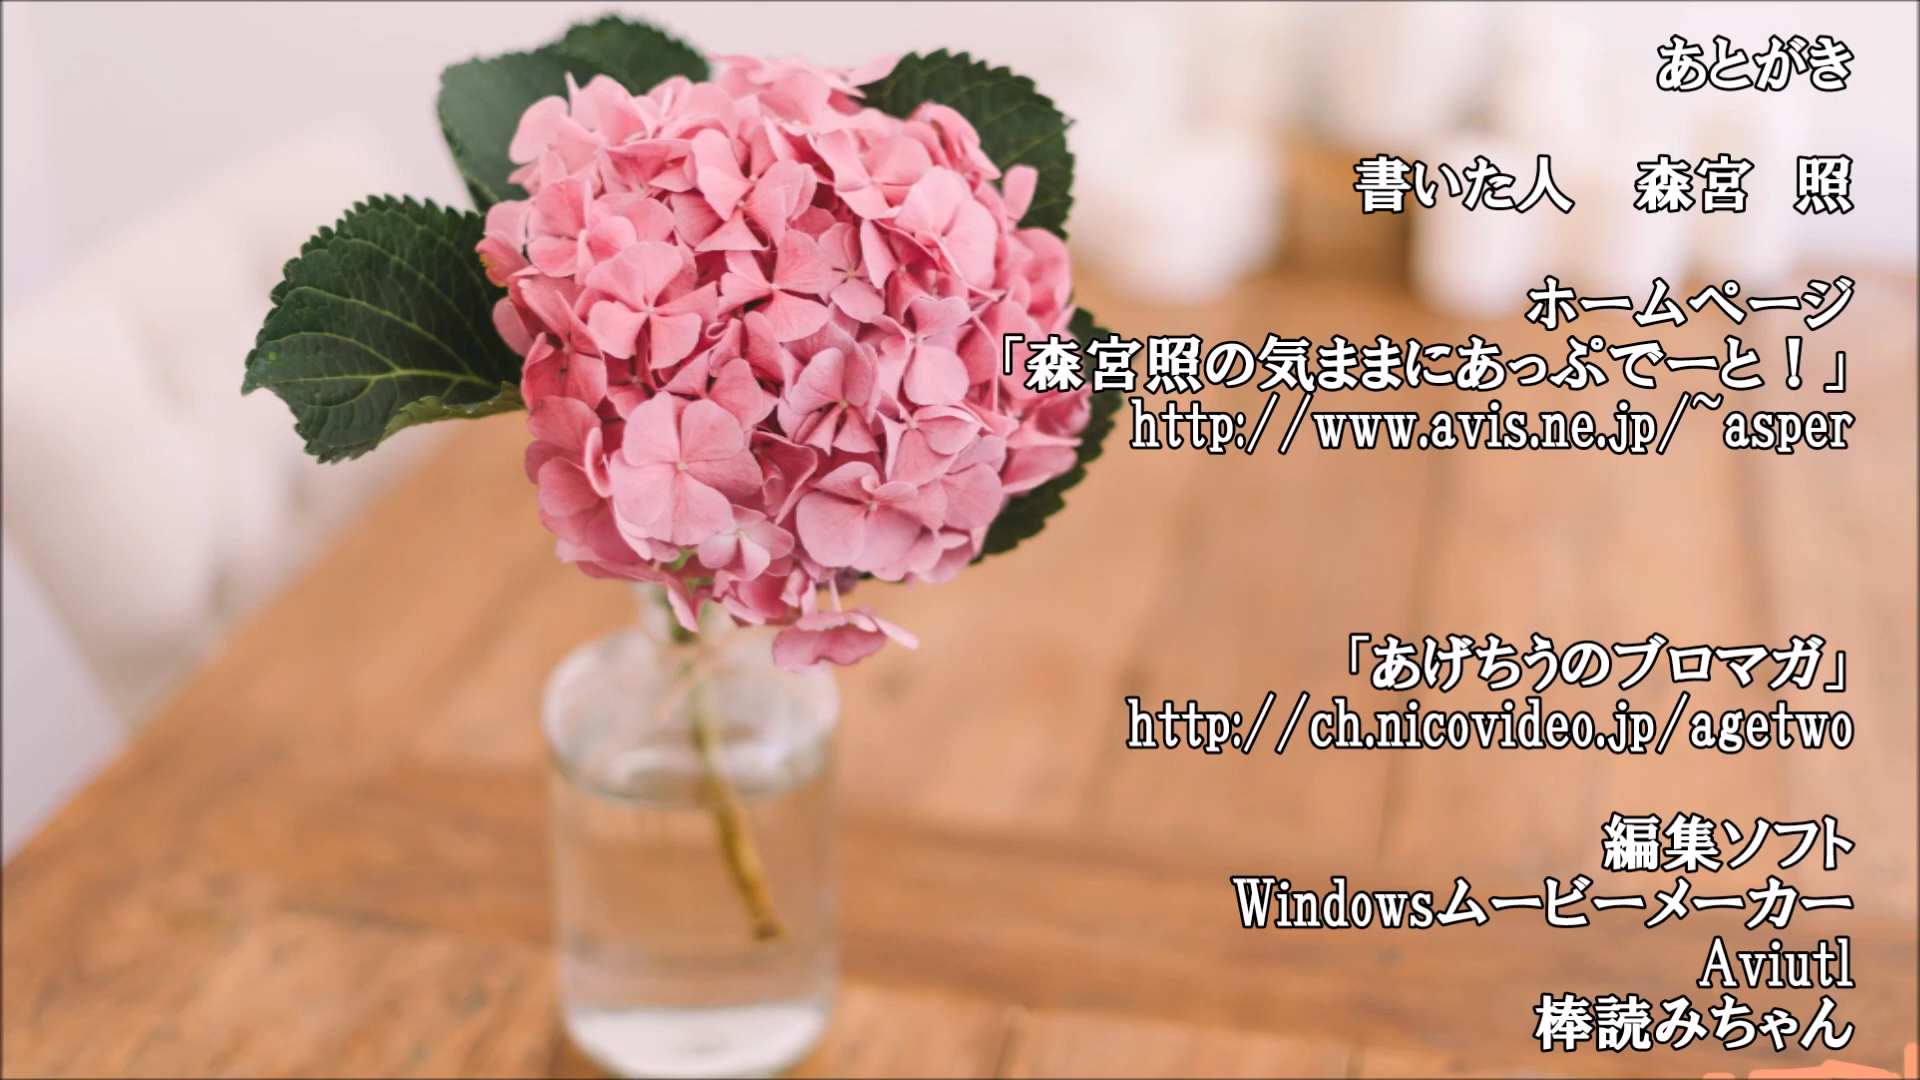 あとがき
書いた人　森宮　照
ホームページ
「森宮照の気ままにあっぷでーと！」
http://www.avis.ne.jp/~asper
「あげちうのブロマガ」
http://ch.nicovideo.jp/agetwo
編集ソフト
Windowsムービーメーカー
Aviutl
棒読みちゃん